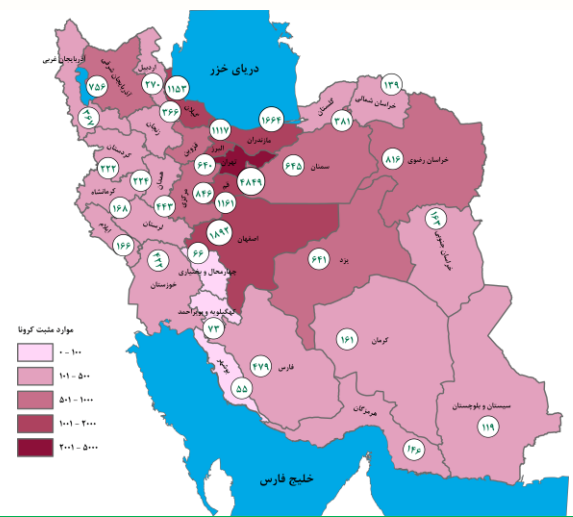 دریای خزر
آذربایجان غربی
آذربایجان شرقی
۷۵۶
اردبیل
۲۷۰
۱۱۵۳
گیلان
۳۶۶
زنجان
کردستان
۲۲۲
کرمانشاه
۱۶۸
ایلام
۱۶۶
همدان
۲۲۴
لرستان
۴۴۳
قزوین
۶۴۰
البرز
۱۱۱۷
مازندران
۱۶۶۴
تهران
۴۸۴۹
مرکزی
۸۴۶
قم
۱۱۶۱
گلستان
۳۸۱
خراسان شمالی
۱۳۹
خراسان رضوی
۸۱۶
سمنان
۶۴۵
اصفهان
۱۸۹۲
یزد
۶۴۱
خراسان جنوبی
۱۶۳
خوزستان
چهارمحال و بختیاری
۶۶
کهگیلویه و بویراحمد
۷۳
بوشهر
۵۵
فارس
۴۷۹
کرمان
۱۶۱
هرمزگان
۱۴۶
سیستان و بلوچستان
۱۱۹
خلیج فارس
موارد مثبت کرونا
۰ - ۱۰۰
۱۰۱ - ۵۰۰
۵۰۱ - ۱۰۰۰
۱۰۰۱ - ۲۰۰۰
۲۰۰۱ - ۵۰۰۰